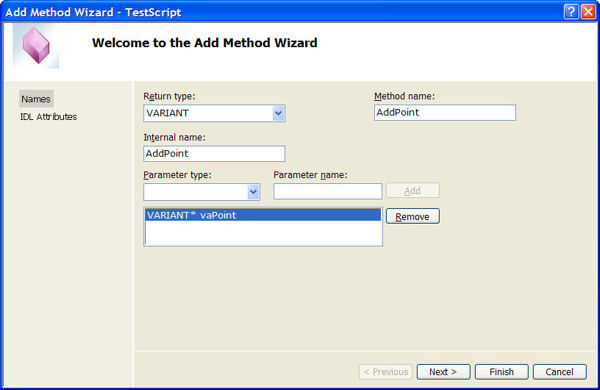 Add Method Wizard - TestScript
Welcome to the Add Method Wizard
Names
IDL Attributes
Return type: Method name:
VARIANT AddPoint
Internal name:
AddPoint
Parameter type: Parameter name:
Add
VARIANT* vaPoint
Remove
< Previous Next > Finish Cancel